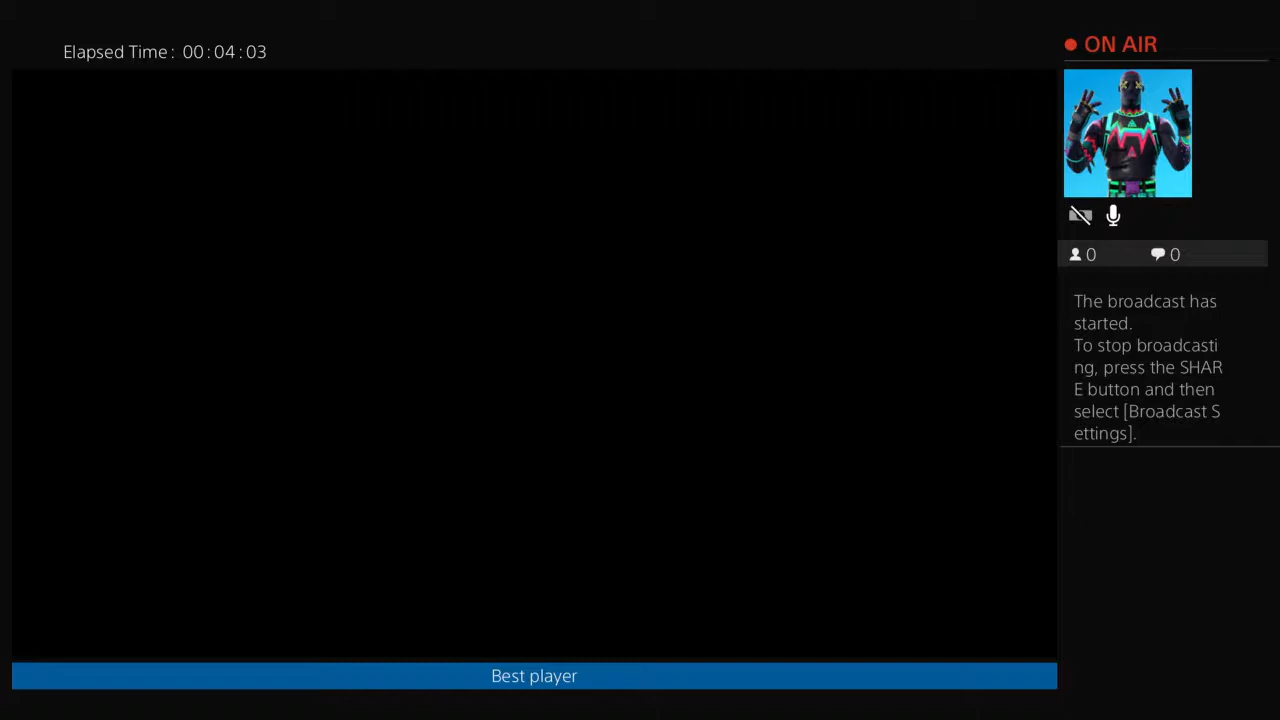 Elapsed Time: 00:04:03
ON AIR
0 0
The broadcast has
started.
To stop broadcasti
ng, press the SHAR
E button and then
select [Broadcast S
ettings].
Best player